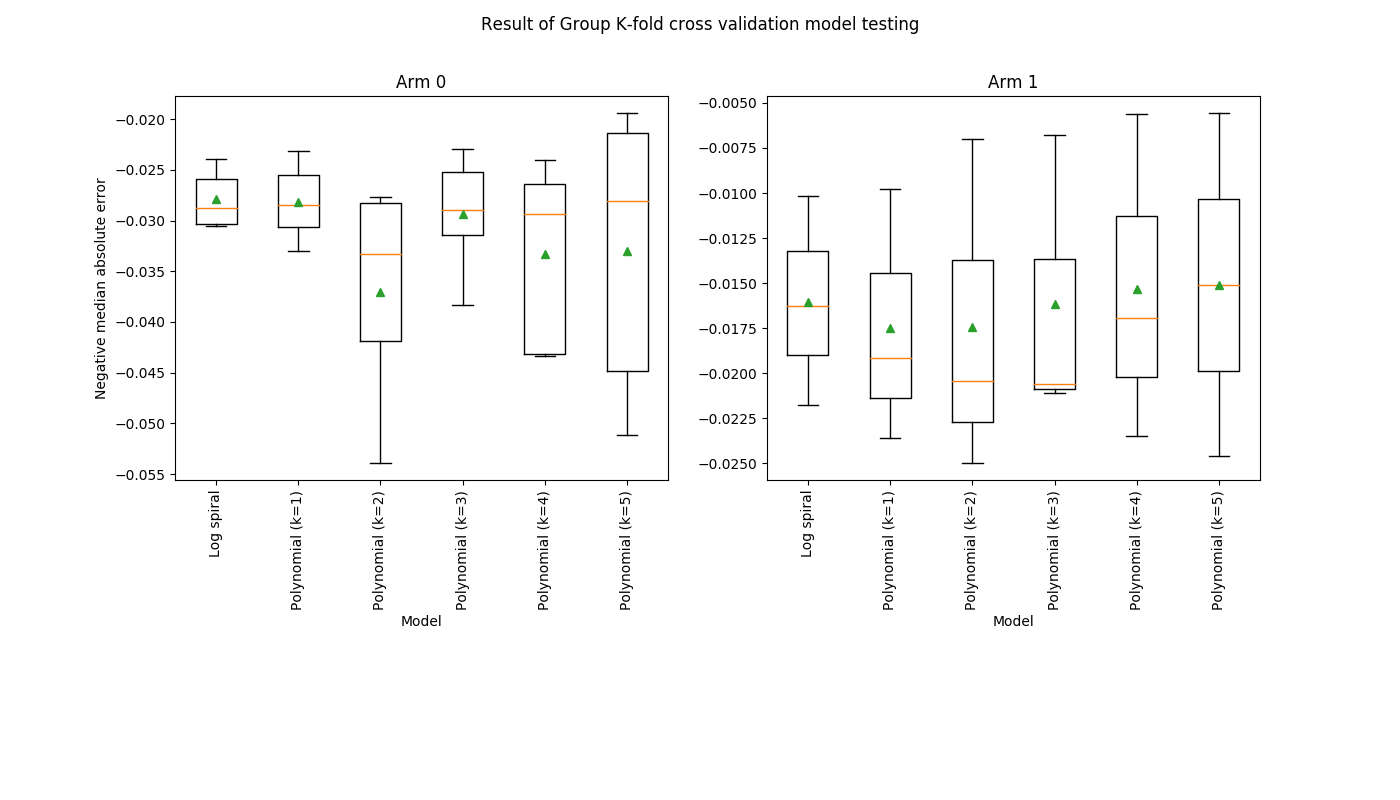 Result of Group K-fold cross validation model testing
Arm 0
Negative median absolute error
−0.020
−0.025
−0.030
−0.035
−0.040
−0.045
−0.050
−0.055
Log spiral
Polynomial (k=1)
Polynomial (k=2)
Polynomial (k=3)
Polynomial (k=4)
Polynomial (k=5)
Model
Arm 1
−0.0050
−0.0075
−0.0100
−0.0125
−0.0150
−0.0175
−0.0200
−0.0225
−0.0250
Log spiral
Polynomial (k=1)
Polynomial (k=2)
Polynomial (k=3)
Polynomial (k=4)
Polynomial (k=5)
Model